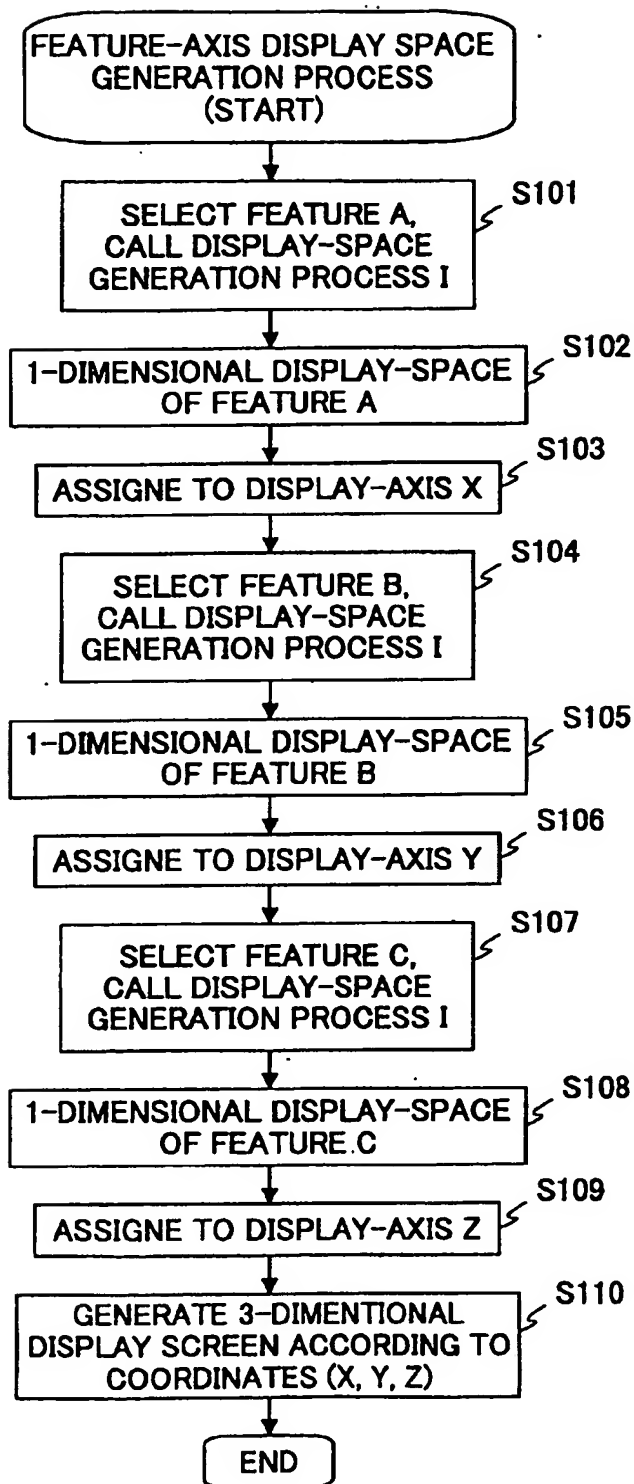 FEATURE-AXIS DISPLAY SPACE
GENERATION PROCESS
(START)
S101
SELECT FEATURE A,
CALL DISPLAY-SPACE
GENERATION PROCESS I
S102
1-DIMENSIONAL DISPLAY-SPACE
OF FEATURE A
S103
ASSIGNE TO DISPLAY-AXIS X
S104
SELECT FEATURE B,
CALL DISPLAY-SPACE
GENERATION PROCESS I
S105
1-DIMENSIONAL DISPLAY-SPACE
OF FEATURE B
S106
ASSIGNE TO DISPLAY-AXIS Y
S107
SELECT FEATURE C,
CALL DISPLAY-SPACE
GENERATION PROCESS I
S108
1-DIMENSIONAL DISPLAY-SPACE
OF FEATURE C
S109
ASSIGNE TO DISPLAY-AXIS Z
S110
GENERATE 3-DIMENTIONAL
DISPLAY SCREEN ACCORDING TO
COORDINATES (X, Y, Z)
END